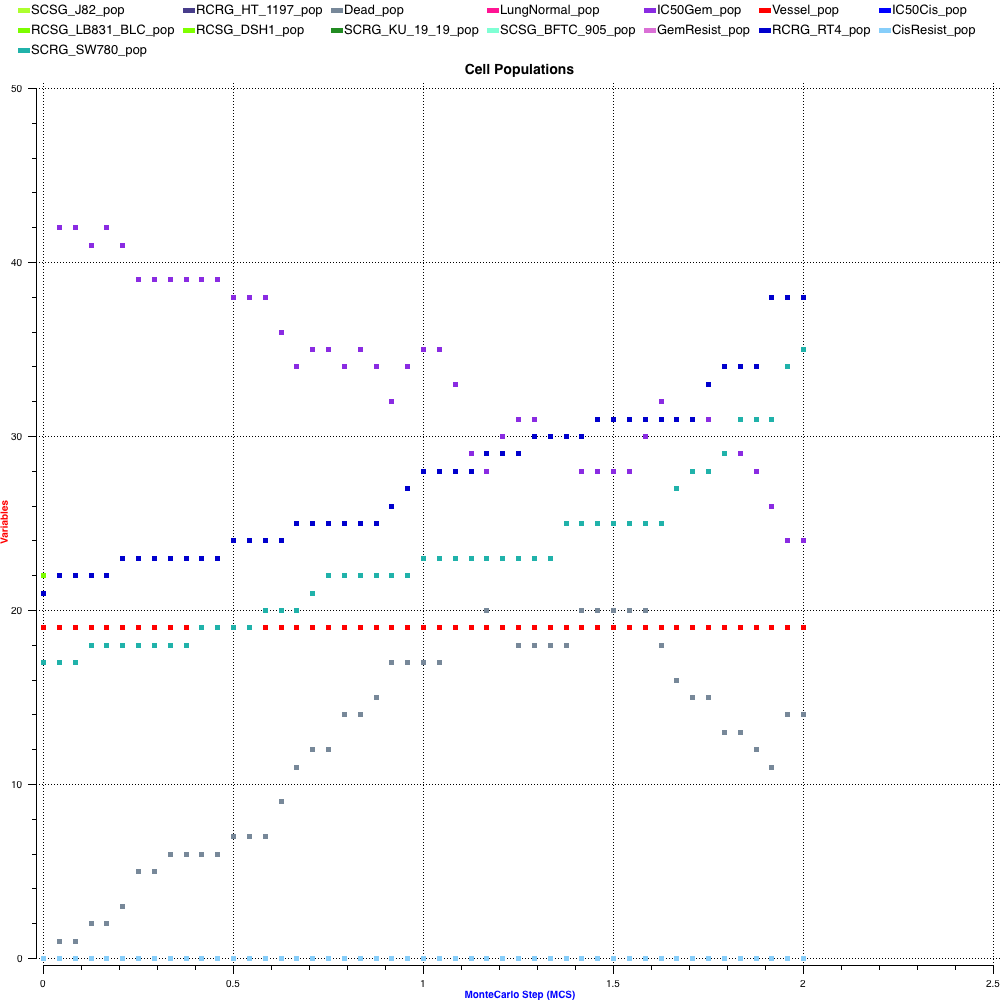 SCSG_J82_pop RCRG_HT_1197_pop Dead_pop LungNormal_pop IC50Gem_pop Vessel_pop IC50Cis_pop
RCSG_LB831_BLC_pop RCSG_DSH1_pop SCRG_KU_19_19_pop SCSG_BFTC_905_pop GemResist_pop RCRG_RT4_pop CisResist_pop
SCRG_SW780_pop
Cell Populations
50
40
30
20
10
0
Variables
0 0.5 1 1.5 2 2.5
MonteCarlo Step (MCS)